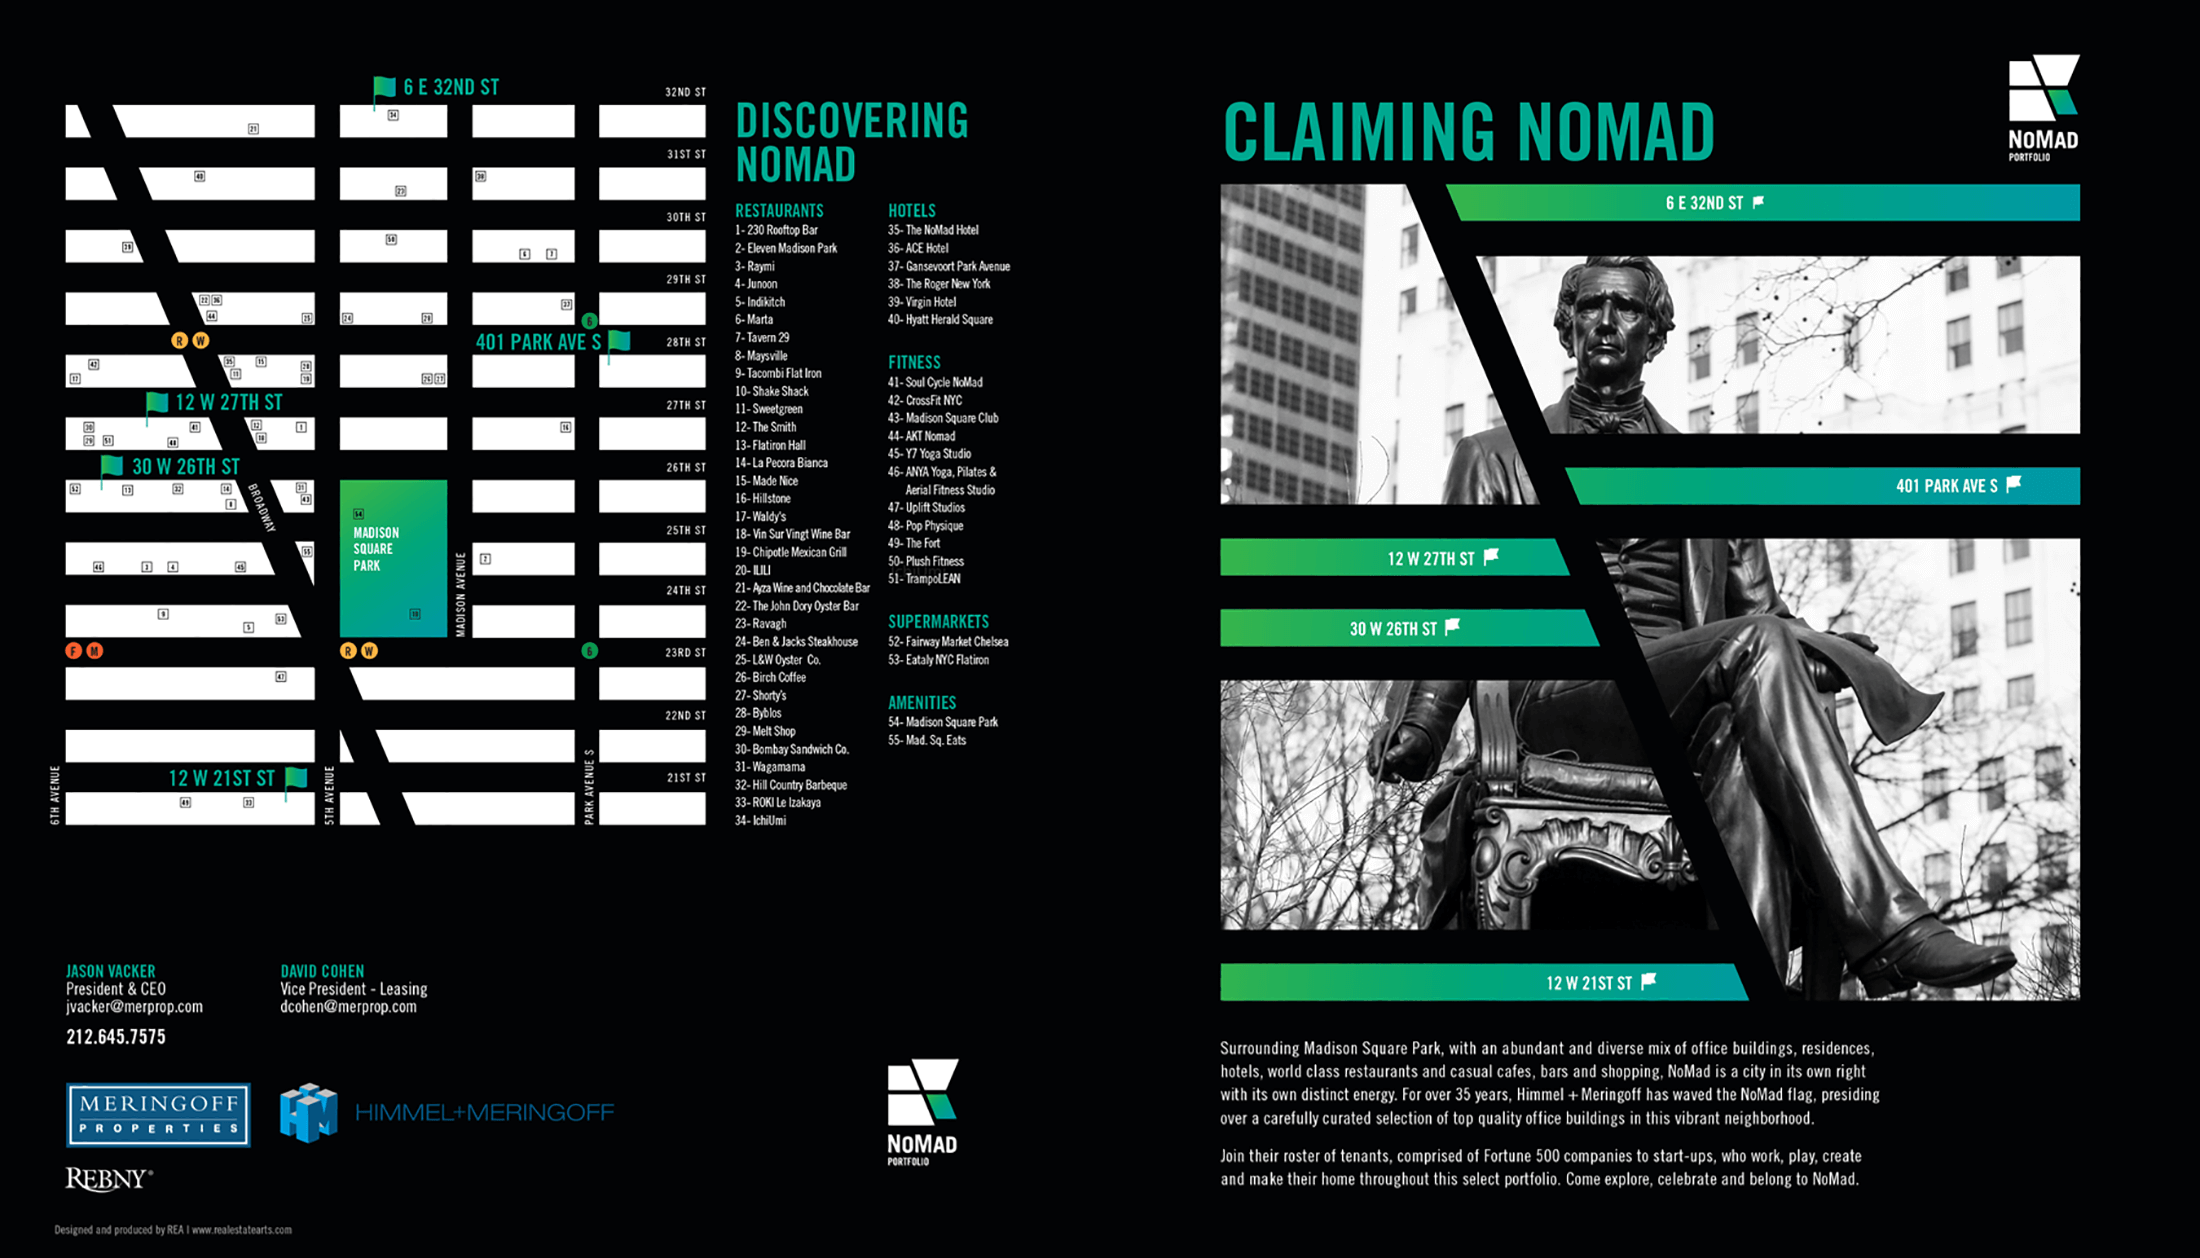 6 E 32ND ST
32ND ST
31ST ST
30TH ST
29TH ST
R W
6
401 PARK AVE S
28TH ST
12 W 27TH ST
27TH ST
30 W 26TH ST
26TH ST
BROADWAY
MADISON
SQUARE
PARK
MADISON AVENUE
25TH ST
24TH ST
F M
R W
6
23RD ST
22ND ST
12 W 21ST ST
21ST ST
6TH AVENUE
5TH AVENUE
PARK AVENUE S
DISCOVERING
NOMAD
RESTAURANTS
1- 230 Rooftop Bar
2- Eleven Madison Park
3- Raymi
4- Junoon
5- Indikitch
6- Marta
7- Tavern 29
8- Maysville
9- Tacombi Flat Iron
10- Shake Shack
11- Sweetgreen
12- The Smith
13- Flatiron Hall
14- La Pecora Bianca
15- Made Nice
16- Hillstone
17- Waldy's
18- Vin Sur Vingt Wine Bar
19- Chipotle Mexican Grill
20- ILILI
21- Ayza Wine and Chocolate Bar
22- The John Dory Oyster Bar
23- Ravagh
24- Ben & Jacks Steakhouse
25- L&W Oyster Co.
26- Birch Coffee
27- Shorty's
28- Byblos
29- Melt Shop
30- Bombay Sandwich Co.
31- Wagamama
32- Hill Country Barbeque
33- ROKI Le Izakaya
34- IchiUmi
HOTELS
35- The NoMad Hotel
36- ACE Hotel
37- Gansevoort Park Avenue
38- The Roger New York
39- Virgin Hotel
40- Hyatt Herald Square
FITNESS
41- Soul Cycle NoMad
42- CrossFit NYC
43- Madison Square Club
44- AKT Nomad
45- Y7 Yoga Studio
46- ANYA Yoga, Pilates &
Aerial Fitness Studio
47- Uplift Studios
48- Pop Physique
49- The Fort
50- Plush Fitness
51- TrampoLEAN
SUPERMARKETS
52- Fairway Market Chelsea
53- Eataly NYC Flatiron
AMENITIES
54- Madison Square Park
55- Mad. Sq. Eats
JASON VACKER
President & CEO
jvacker@merprop.com
212.645.7575
DAVID COHEN
Vice President - Leasing
dcohen@merprop.com
MERINGOFF
PROPERTIES
HM
HIMMEL+MERINGOFF
REBNY®
NOMAD
PORTFOLIO
Designed and produced by REA | www.realestatearts.com
CLAIMING NOMAD
NOMAD
PORTFOLIO
6 E 32ND ST
401 PARK AVE S
12 W 27TH ST
30 W 26TH ST
12 W 21ST ST
Surrounding Madison Square Park, with an abundant and diverse mix of office buildings, residences,
hotels, world class restaurants and casual cafes, bars and shopping, NoMad is a city in its own right
with its own distinct energy. For over 35 years, Himmel + Meringoff has waved the NoMad flag, presiding
over a carefully curated selection of top quality office buildings in this vibrant neighborhood.
Join their roster of tenants, comprised of Fortune 500 companies to start-ups, who work, play, create
and make their home throughout this select portfolio. Come explore, celebrate and belong to NoMad.